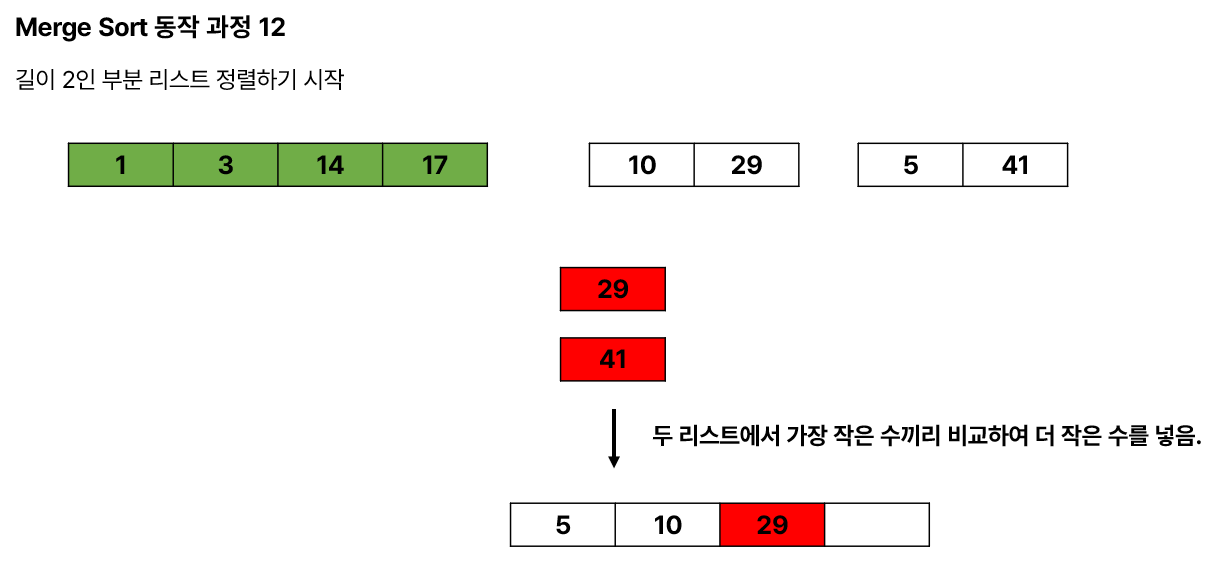 Merge Sort 동작 과정 12
길이 2인 부분 리스트 정렬하기 시작
1 3 14 17 10 29 5 41
29
41
두 리스트에서 가장 작은 수끼리 비교하여 더 작은 수를 넣음.
5 10 29